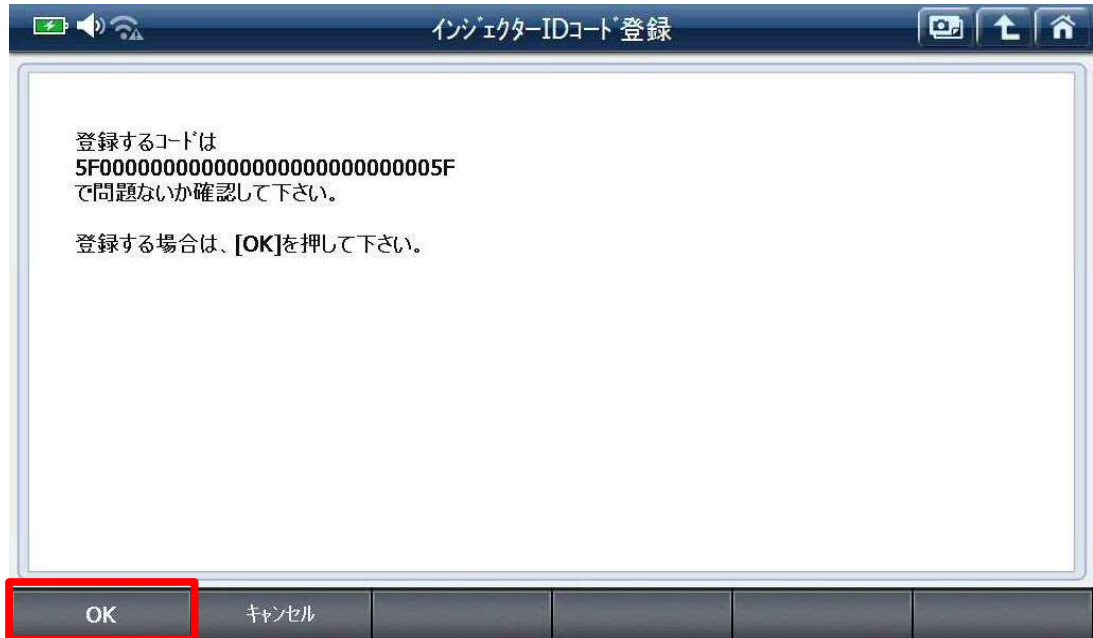 ｲﾝｼﾞｪｸﾀｰIDｺｰﾄﾞ登録
登録するｺｰﾄﾞは
5F000000000000000000000000005F
で問題ないか確認して下さい。
登録する場合は、[OK]を押して下さい。
OK
ｷｬﾝｾﾙ